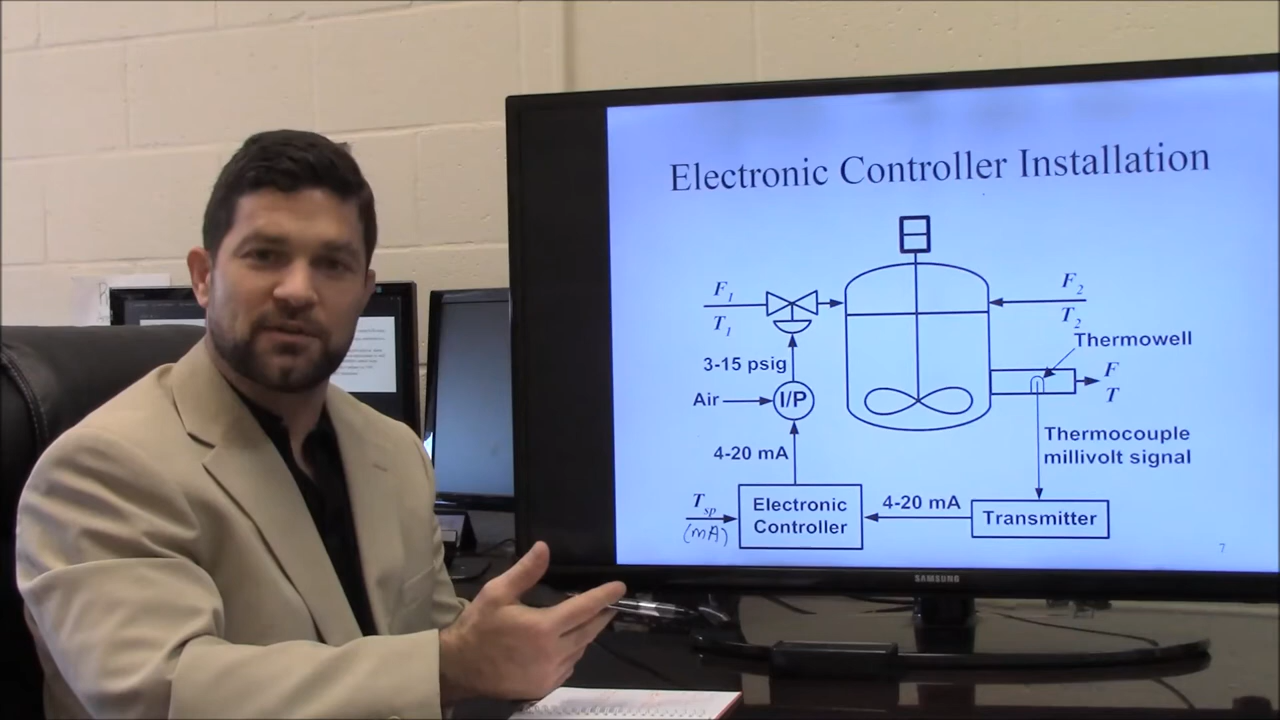 Electronic Controller Installation
F1
T1
F2
T2
Thermowell
3-15 psig
F
T
Air
I/P
4-20 mA
Thermocouple
millivolt signal
Tsp
(mA)
Electronic
Controller
4-20 mA
Transmitter
7
SAMSUNG